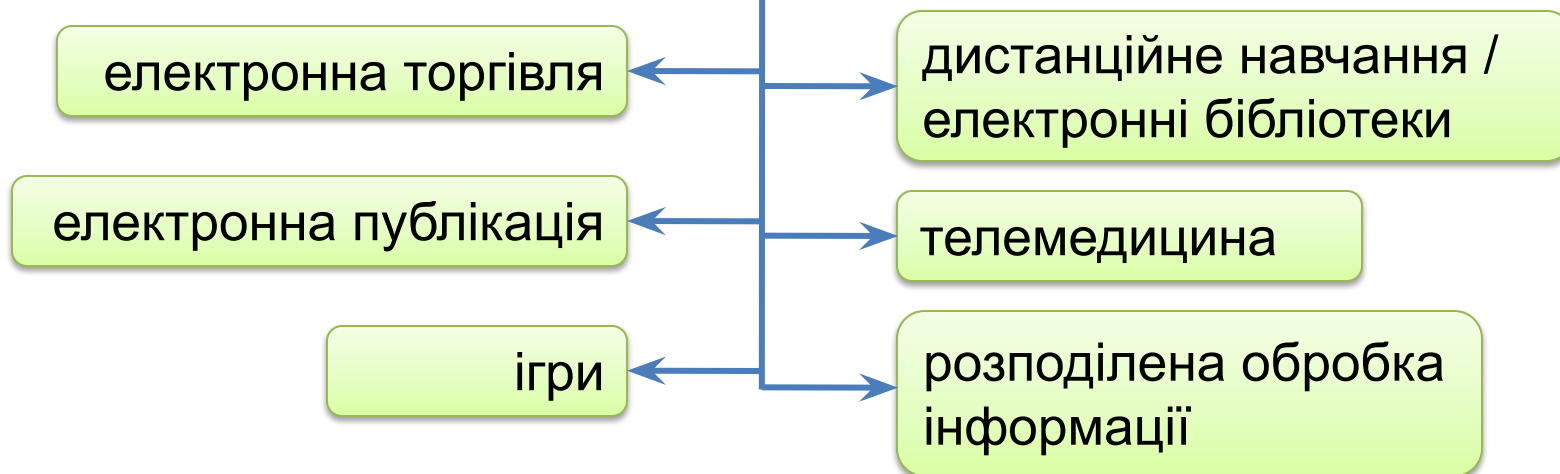 електронна торгівля
дистанційне навчання /
електронні бібліотеки
електронна публікація
телемедицина
ігри
розподілена обробка
інформації